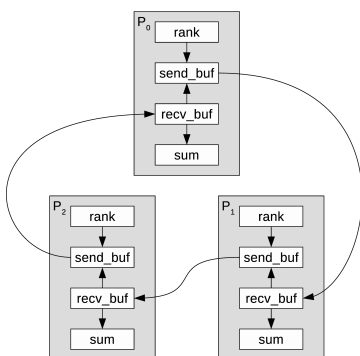 P0
rank
send_buf
recv_buf
sum
P2
rank
send_buf
recv_buf
sum
P1
rank
send_buf
recv_buf
sum